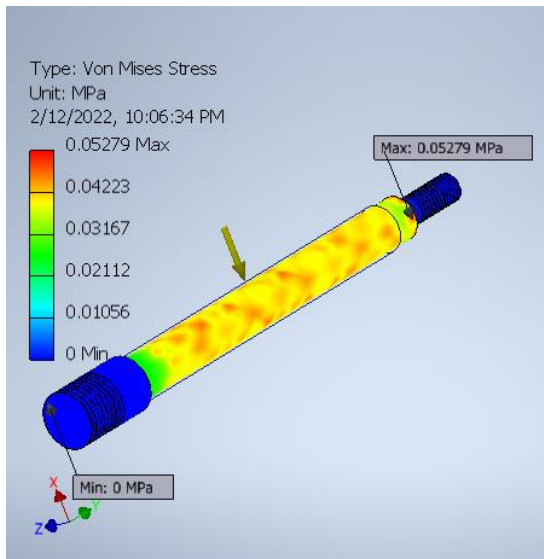 Type: Von Mises Stress
Unit: MPa
2/12/2022, 10:06:34 PM
0.05279 Max
Max: 0.05279 MPa
0.04223
0.03167
0.02112
0.01056
0 Min
Min: 0 MPa
X
Y
Z